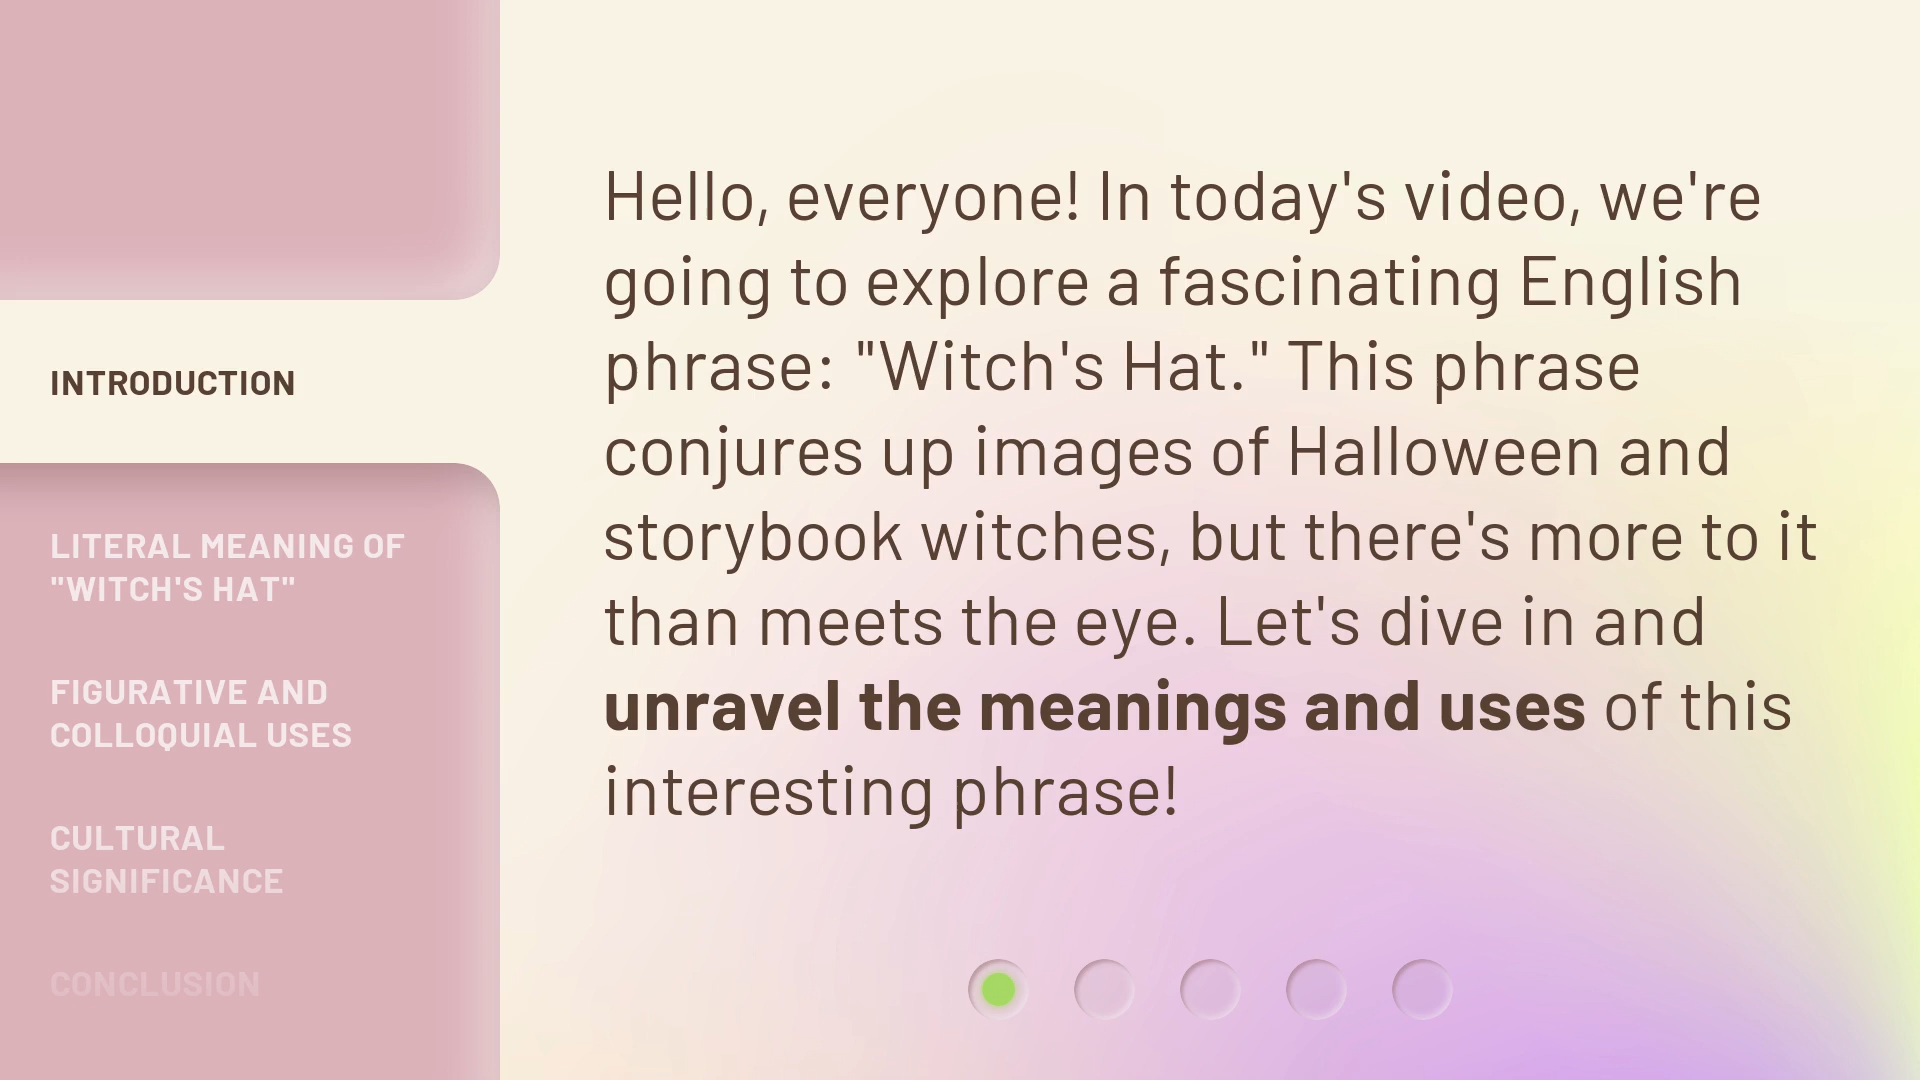 INTRODUCTION
LITERAL MEANING OF
"WITCH'S HAT"
FIGURATIVE AND
COLLOQUIAL USES
CULTURAL
SIGNIFICANCE
CONCLUSION
Hello, everyone! In today's video, we're
going to explore a fascinating English
phrase: "Witch's Hat." This phrase
conjures up images of Halloween and
storybook witches, but there's more to it
than meets the eye. Let's dive in and
unravel the meanings and uses of this
interesting phrase!